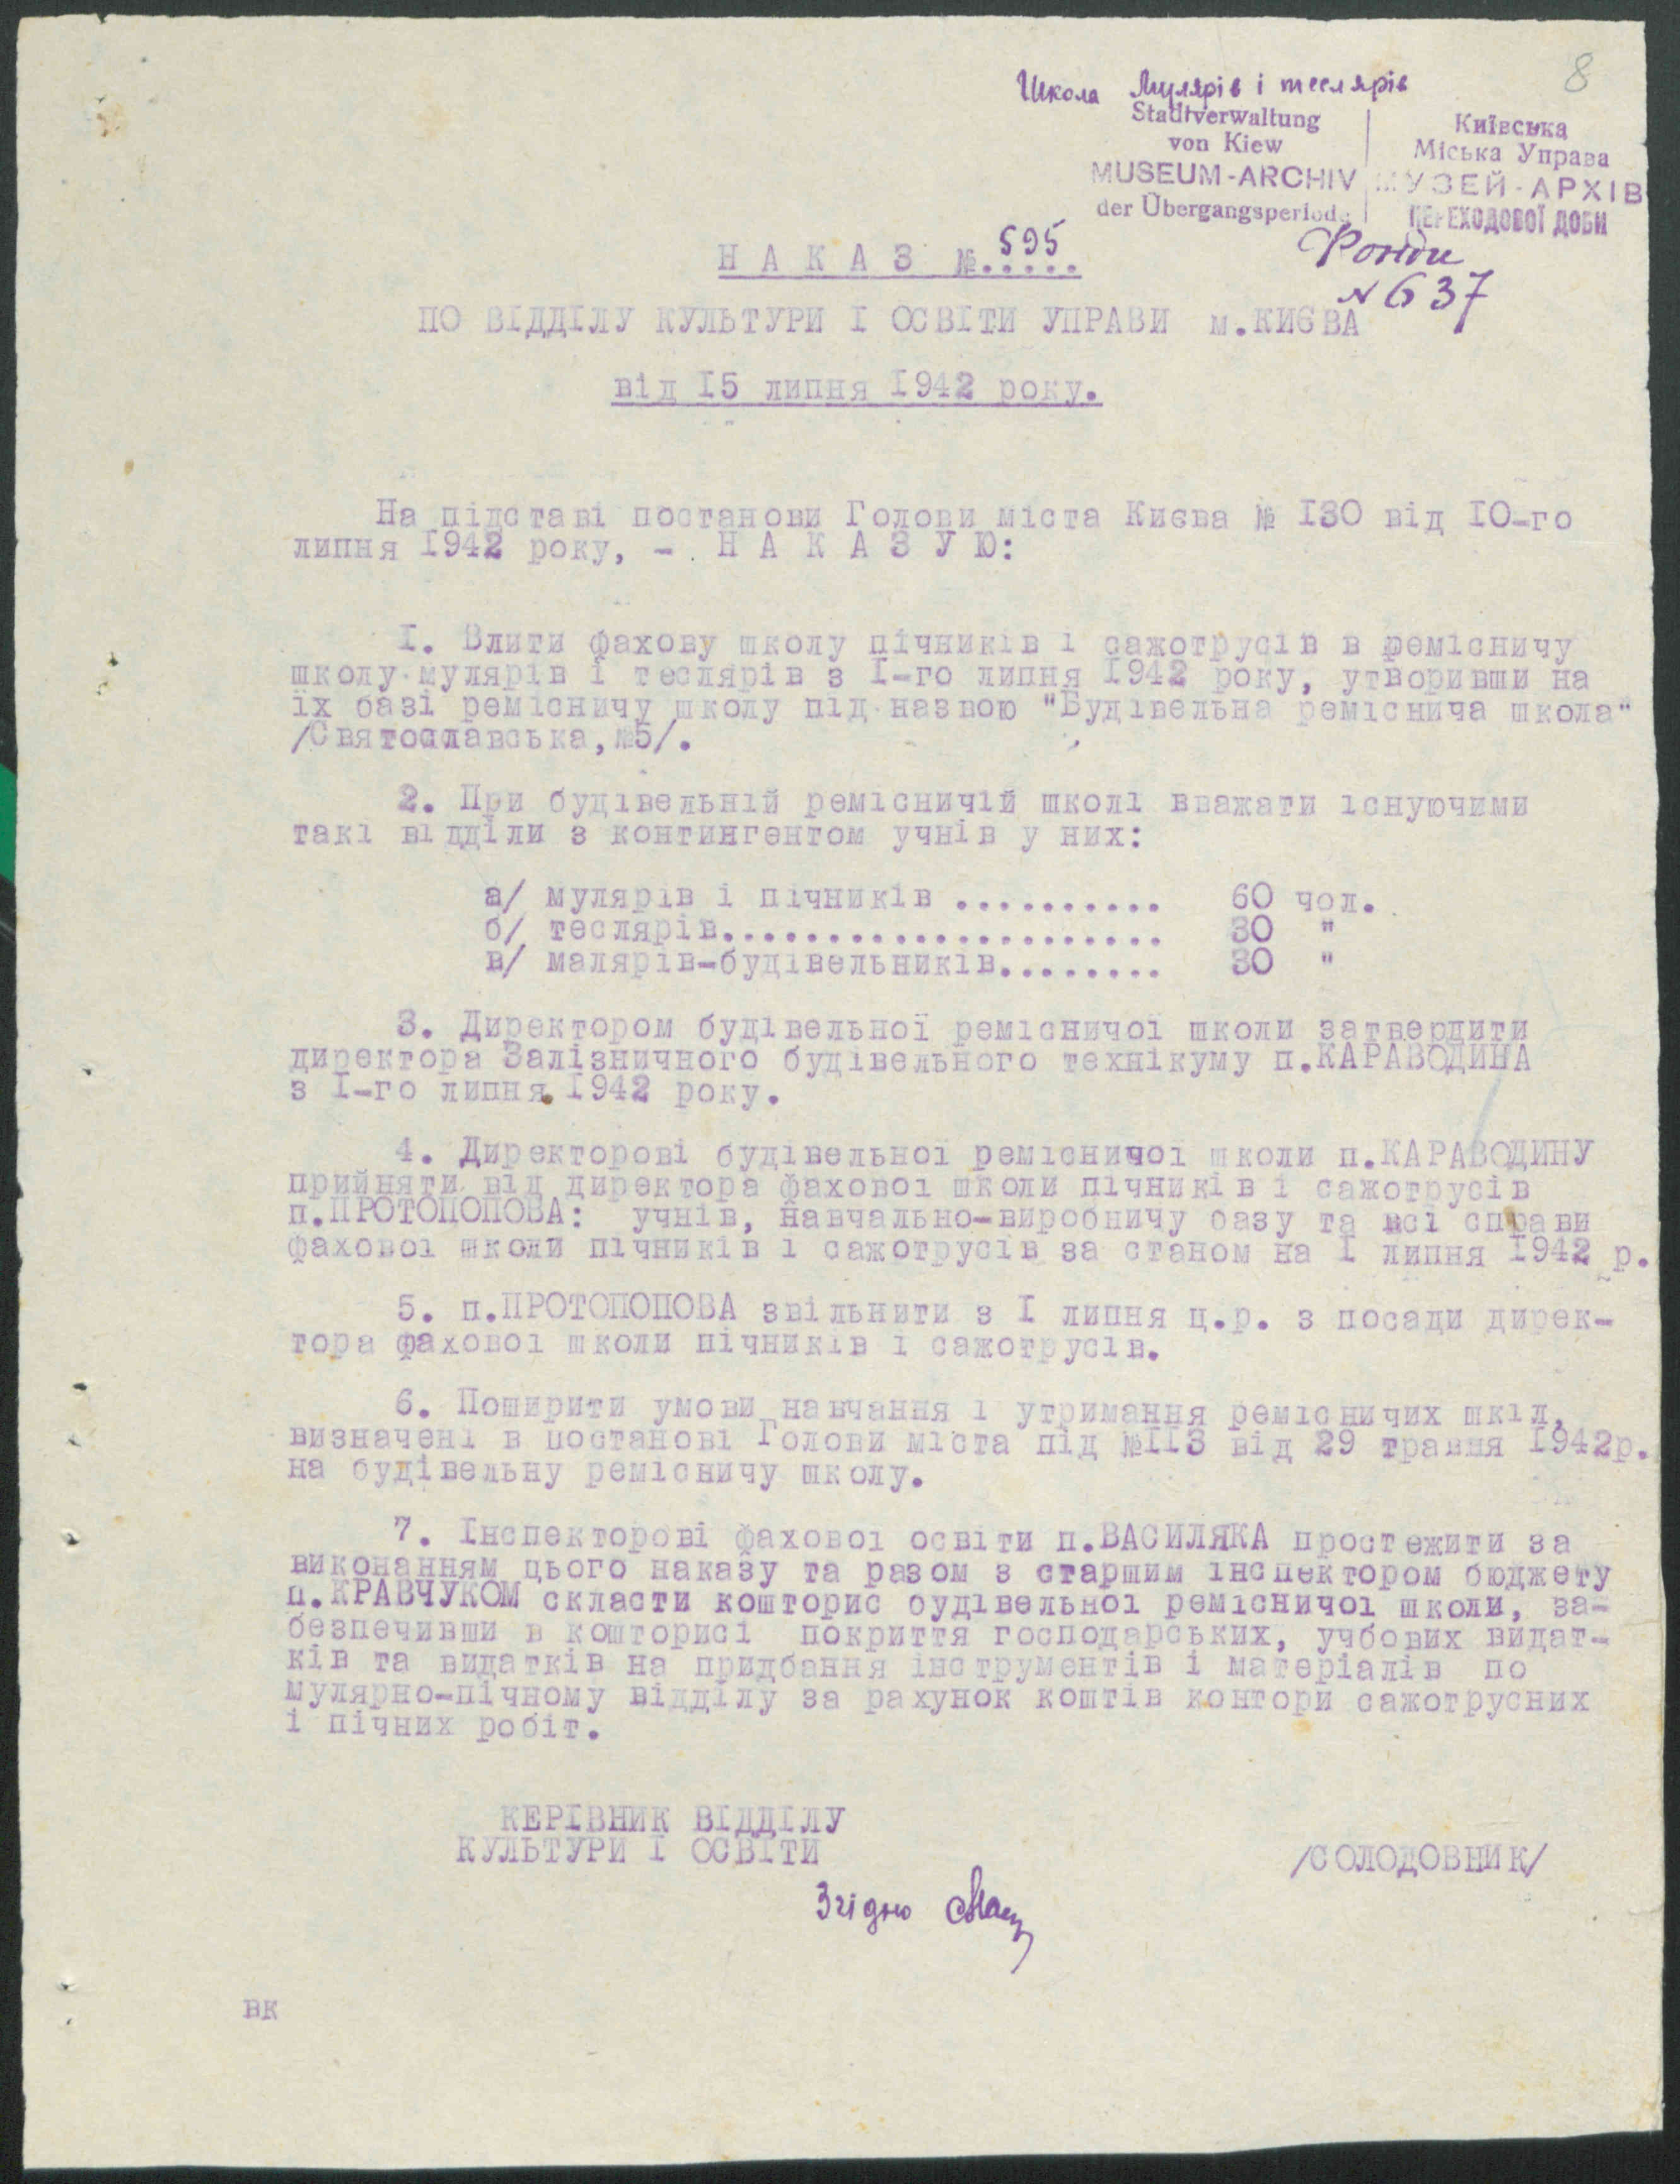 8
Школа Мулярів і теслярів
Stadtverwaltung
von Kiew
MUSEUM-ARCHIV
der Übergangsperiode
Київська
Міська Управа
МУЗЕЙ-АРХІВ
ПЕРЕХОДОВОЇ ДОБИ
Фонди
N 637
Н А К А З №.595....
ПО ВІДДІЛУ КУЛЬТУРИ І ОСВІТИ УПРАВИ м.КИЄВА
від 15 липня 1942 року.
На підставі постанови Голови міста Києва № 130 від 10-го
липня 1942 року, - Н А К А З У Ю:
1. Влити фахову школу пічників і сажотрусів в ремісничу
школу мулярів і теслярів з 1-го липня 1942 року, утворивши на
їх базі ремісничу школу під назвою "Будівельна реміснича школа"
/Святославська,№5/.
2. При будівельній ремісничій школі вважати існуючими
такі відділи з контингентом учнів у них:
а/ мулярів і пічників .......... 60 чол.
б/ теслярів..................... 30 "
в/ малярів-будівельників........ 30 "
3. Директором будівельної ремісничої школи затвердити
директора Залізничного будівельного технікуму п.КАРАВОДИНА
з 1-го липня 1942 року.
4. Директорові будівельної ремісничої школи п.КАРАВОДИНУ
прийняти від директора фахової школи пічників і сажотрусів
п.ПРОТОПОПОВА: учнів, навчально-виробничу базу та всі справи
фахової школи пічників і сажотрусів за станом на 1 липня 1942 р.
5. п.ПРОТОПОПОВА звільнити з 1 липня ц.р. з посади дирек-
тора фахової школи пічників і сажотрусів.
6. Поширити умови навчання і утримання ремісничих шкіл,
визначені в постанові Голови міста під №113 від 29 травня 1942р.
на будівельну ремісничу школу.
7. Інспекторові фахової освіти п.ВАСИЛЯКА простежити за
виконанням цього наказу та разом з старшим інспектором бюджету
п.КРАВЧУКОМ скласти кошторис будівельної ремісничої школи, за-
безпечивши в кошторисі покриття господарських, учбових видат-
ків та видатків на придбання інструментів і матеріалів по
мулярно-пічному відділу за рахунок коштів контори сажотрусних
і пічних робіт.
КЕРІВНИК ВІДДІЛУ
КУЛЬТУРИ І ОСВІТИ /СОЛОДОВНИК/
Згідно
вк